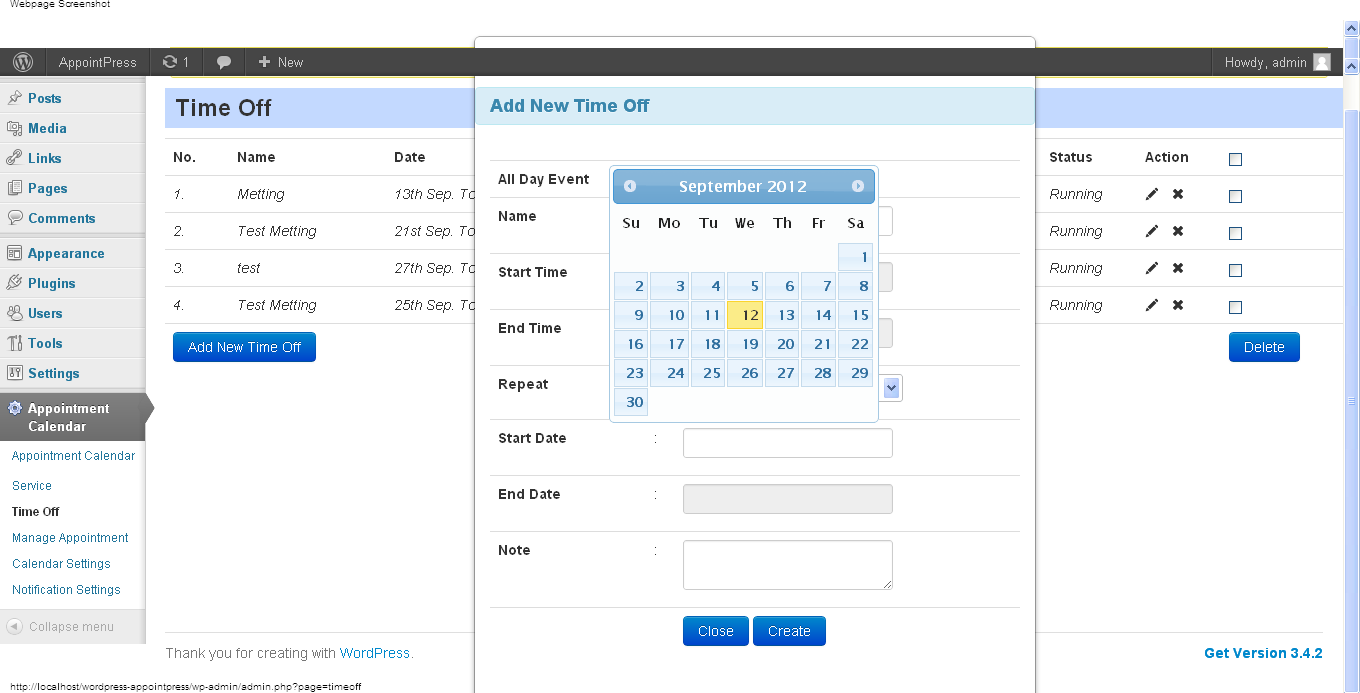 Webpage Screenshot
AppointPress 1 New Howdy, admin
Posts
Media
Links
Pages
Comments
Appearance
Plugins
Users
Tools
Settings
Appointment
Calendar
Appointment Calendar
Service
Time Off
Manage Appointment
Calendar Settings
Notification Settings
Collapse menu
Time Off
No. Name Date Status Action
1. Metting 13th Sep. To Running
2. Test Metting 21st Sep. To Running
3. test 27th Sep. To Running
4. Test Metting 25th Sep. To Running
Add New Time Off Delete
Add New Time Off
All Day Event
Name
Start Time
End Time
Repeat
Start Date :
End Date :
Note :
Close Create
September 2012
Su Mo Tu We Th Fr Sa
1
2 3 4 5 6 7 8
9 10 11 12 13 14 15
16 17 18 19 20 21 22
23 24 25 26 27 28 29
30
Thank you for creating with WordPress. Get Version 3.4.2
http://localhost/wordpress-appointpress/wp-admin/admin.php?page=timeoff